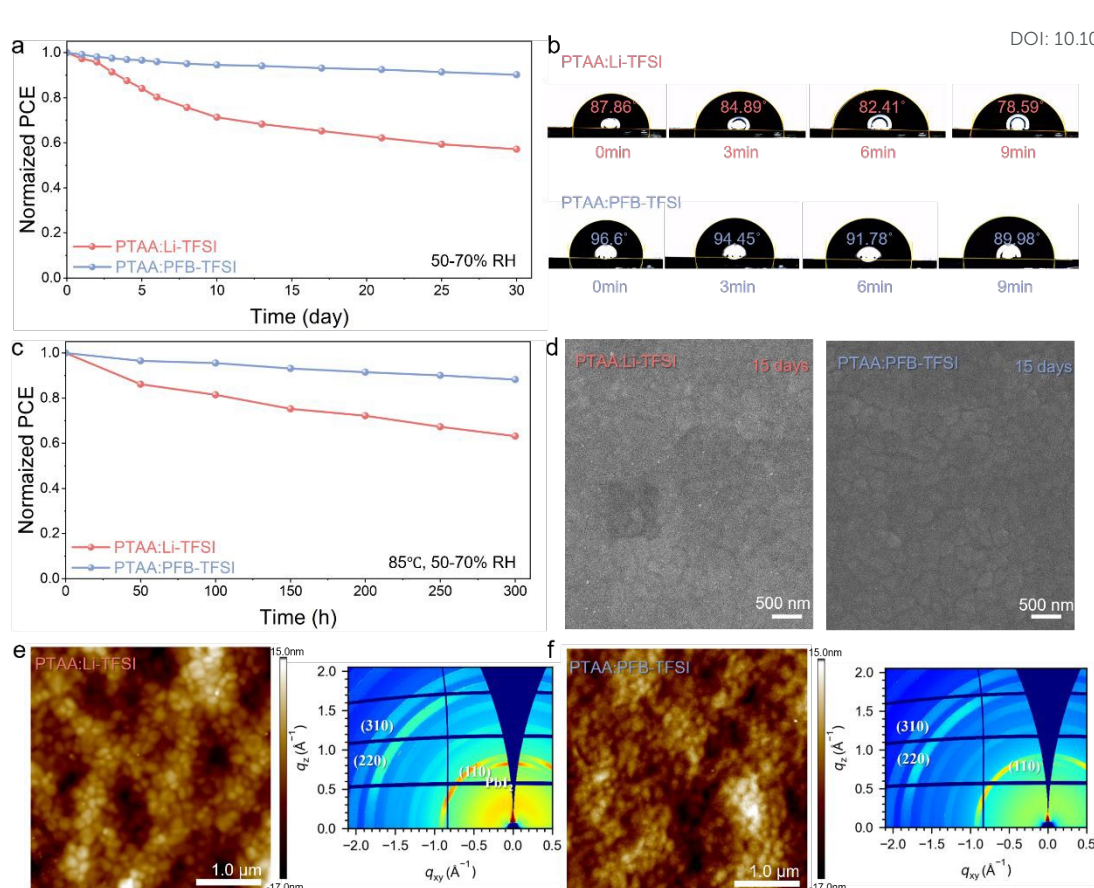 DOI: 10.10
a
Normaized PCE
1.0
0.8
0.6
0.4
0.2
0.0
PTAA:Li-TFSI
PTAA:PFB-TFSI
50-70% RH
0 5 10 15 20 25 30
Time (day)
b
PTAA:Li-TFSI
87.86° 84.89° 82.41° 78.59°
0min 3min 6min 9min
PTAA:PFB-TFSI
96.6° 94.45° 91.78° 89.98°
0min 3min 6min 9min
c
Normaized PCE
1.0
0.8
0.6
0.4
0.2
0.0
PTAA:Li-TFSI
PTAA:PFB-TFSI
85℃, 50-70% RH
0 50 100 150 200 250 300
Time (h)
d
PTAA:Li-TFSI 15 days
500 nm
PTAA:PFB-TFSI 15 days
500 nm
e
PTAA:Li-TFSI
1.0 μm
15.0nm
-17.0nm
qz (Å⁻¹)
2.0
1.5
1.0
0.5
0.0
(310)
(220)
(110)
PbI₂
-2.0 -1.5 -1.0 -0.5 0.0 0.5
qxy (Å⁻¹)
f
PTAA:PFB-TFSI
1.0 μm
15.0nm
-17.0nm
qz (Å⁻¹)
2.0
1.5
1.0
0.5
0.0
(310)
(220)
(110)
-2.0 -1.5 -1.0 -0.5 0.0 0.5
qxy (Å⁻¹)